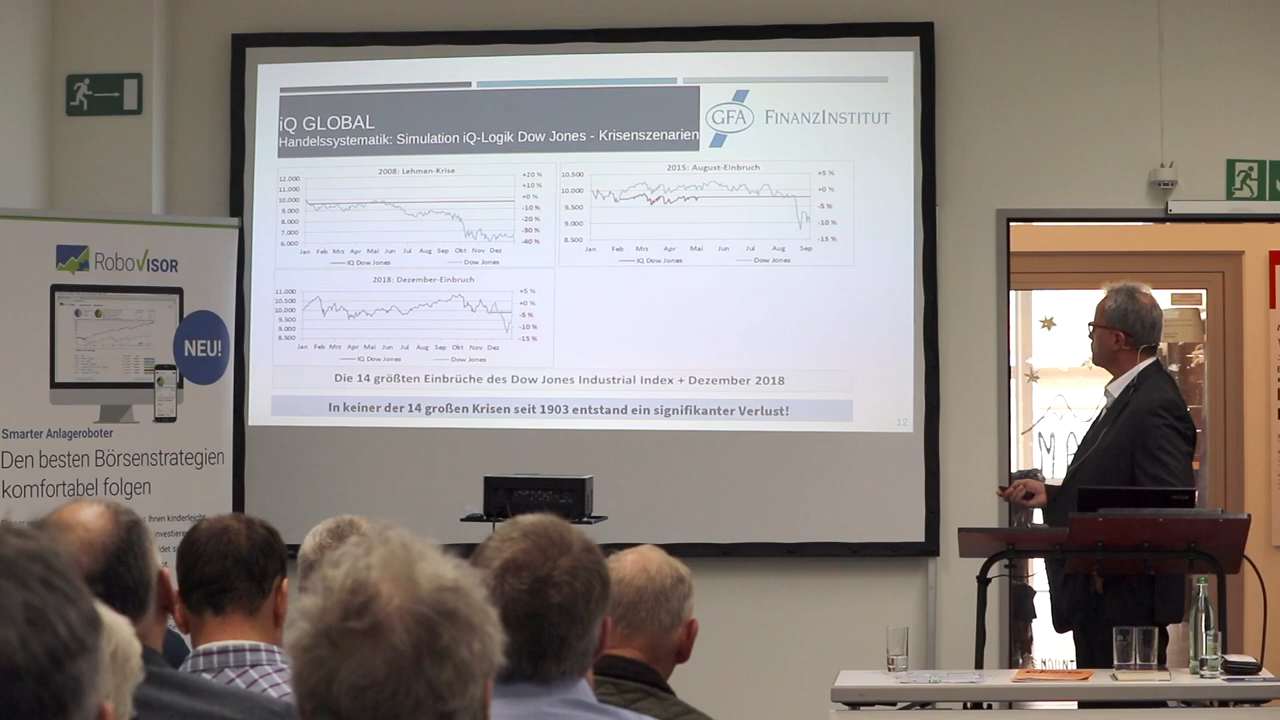 iQ GLOBAL
Handelssystematik: Simulation iQ-Logik Dow Jones - Krisenszenarien
GFA FINANZINSTITUT
2008: Lehman-Krise
12.000
11.000
10.000
9.000
8.000
7.000
6.000
+20 %
+10 %
+0 %
-10 %
-20 %
-40 %
Jan Feb Mrz Apr Mai Jun Jul Aug Sep Okt Nov Dez
IQ Dow Jones Dow Jones
2015: August-Einbruch
10.500
10.000
9.500
9.000
8.500
+5 %
+0 %
-5 %
-10 %
-15 %
Jan Feb Mrz Apr Mai Jun Jul Aug Sep
IQ Dow Jones Dow Jones
2018: Dezember-Einbruch
11.000
10.500
10.000
9.500
9.000
8.500
+5 %
+0 %
-5 %
-10 %
-15 %
Jan Feb Mrz Apr Mai Jun Jul Aug Sep Okt Nov Dez
IQ Dow Jones Dow Jones
Die 14 größten Einbrüche des Dow Jones Industrial Index + Dezember 2018
In keiner der 14 großen Krisen seit 1903 entstand ein signifikanter Verlust!
12
RoboVISOR
NEU!
Smarter Anlageroboter
Den besten Börsenstrategien
komfortabel folgen
Ihnen kinderleicht